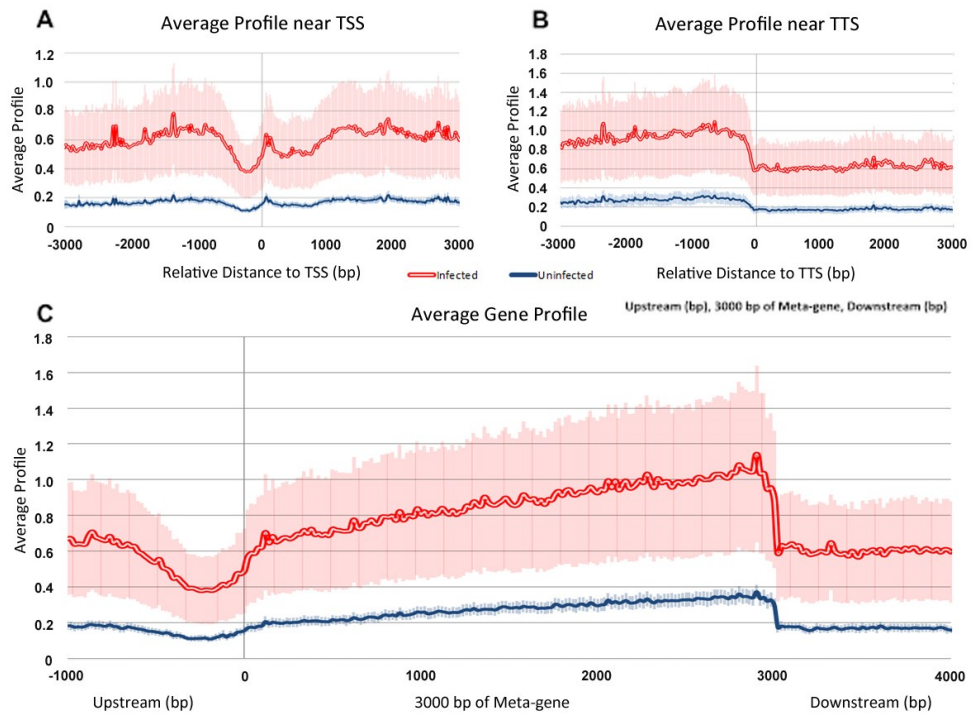 A
Average Profile near TSS
Average Profile
1.2
1.0
0.8
0.6
0.4
0.2
0
-3000 -2000 -1000 0 1000 2000 3000
Relative Distance to TSS (bp)
B
Average Profile near TTS
Average Profile
1.8
1.6
1.4
1.2
1.0
0.8
0.6
0.4
0.2
0
-3000 -2000 -1000 0 1000 2000 3000
Relative Distance to TTS (bp)
Infected Uninfected
C
Average Gene Profile
Upstream (bp), 3000 bp of Meta-gene, Downstream (bp)
Average Profile
1.8
1.6
1.4
1.2
1.0
0.8
0.6
0.4
0.2
0
-1000 0 1000 2000 3000 4000
Upstream (bp) 3000 bp of Meta-gene Downstream (bp)